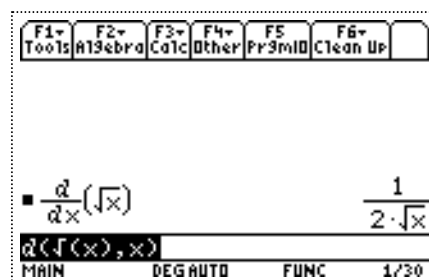 F1▾ F2▾ F3▾ F4▾ F5 F6▾
Tools Algebra Calc Other PrgmIO Clean Up
▪ d/dx(√x) 1/(2·√x)
d(√(x),x)
MAIN DEG AUTO FUNC 1/30